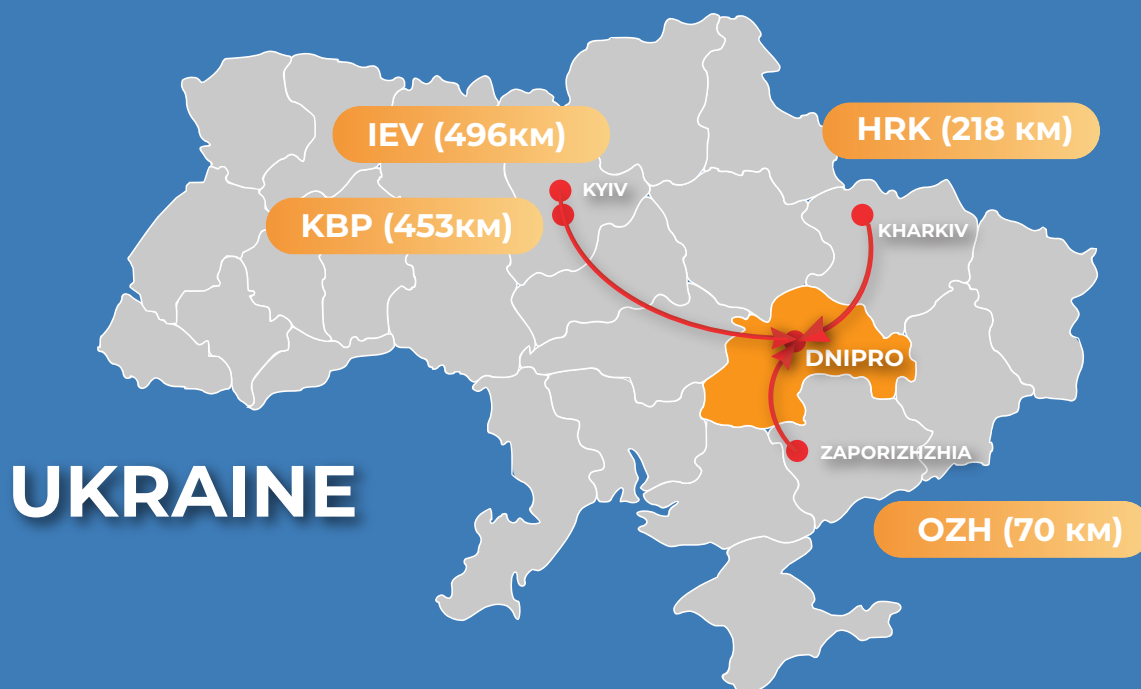 IEV (496км)
HRK (218 км)
KYIV
KBP (453км)
KHARKIV
DNIPRO
ZAPORIZHZHIA
UKRAINE
OZH (70 км)